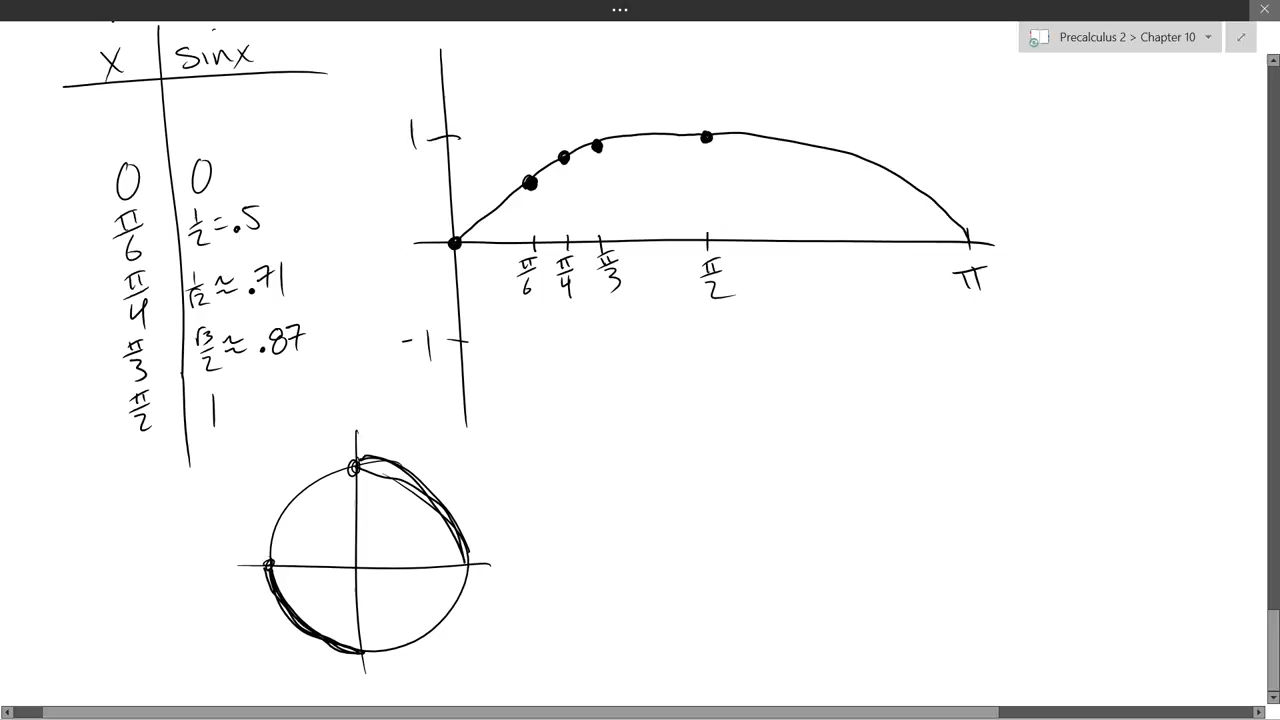 Precalculus 2 > Chapter 10
x sinx
0 0
π/6 1/2 = .5
π/4 1/√2 ≈ .71
π/3 √3/2 ≈ .87
π/2 1
1
-1
π/6 π/4 π/3 π/2 π